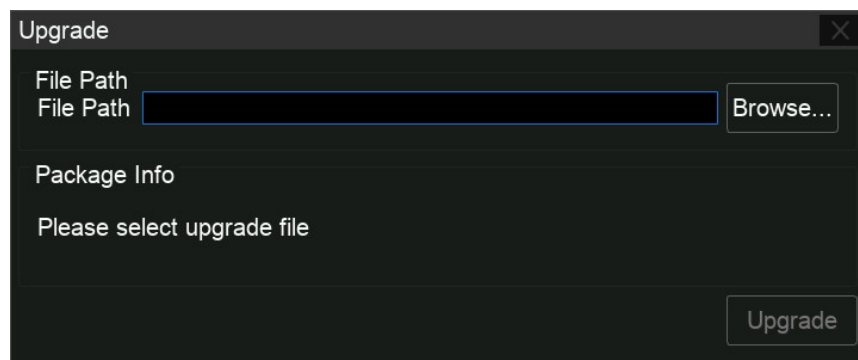 Upgrade
File Path
File Path
Browse...
Package Info
Please select upgrade file
Upgrade